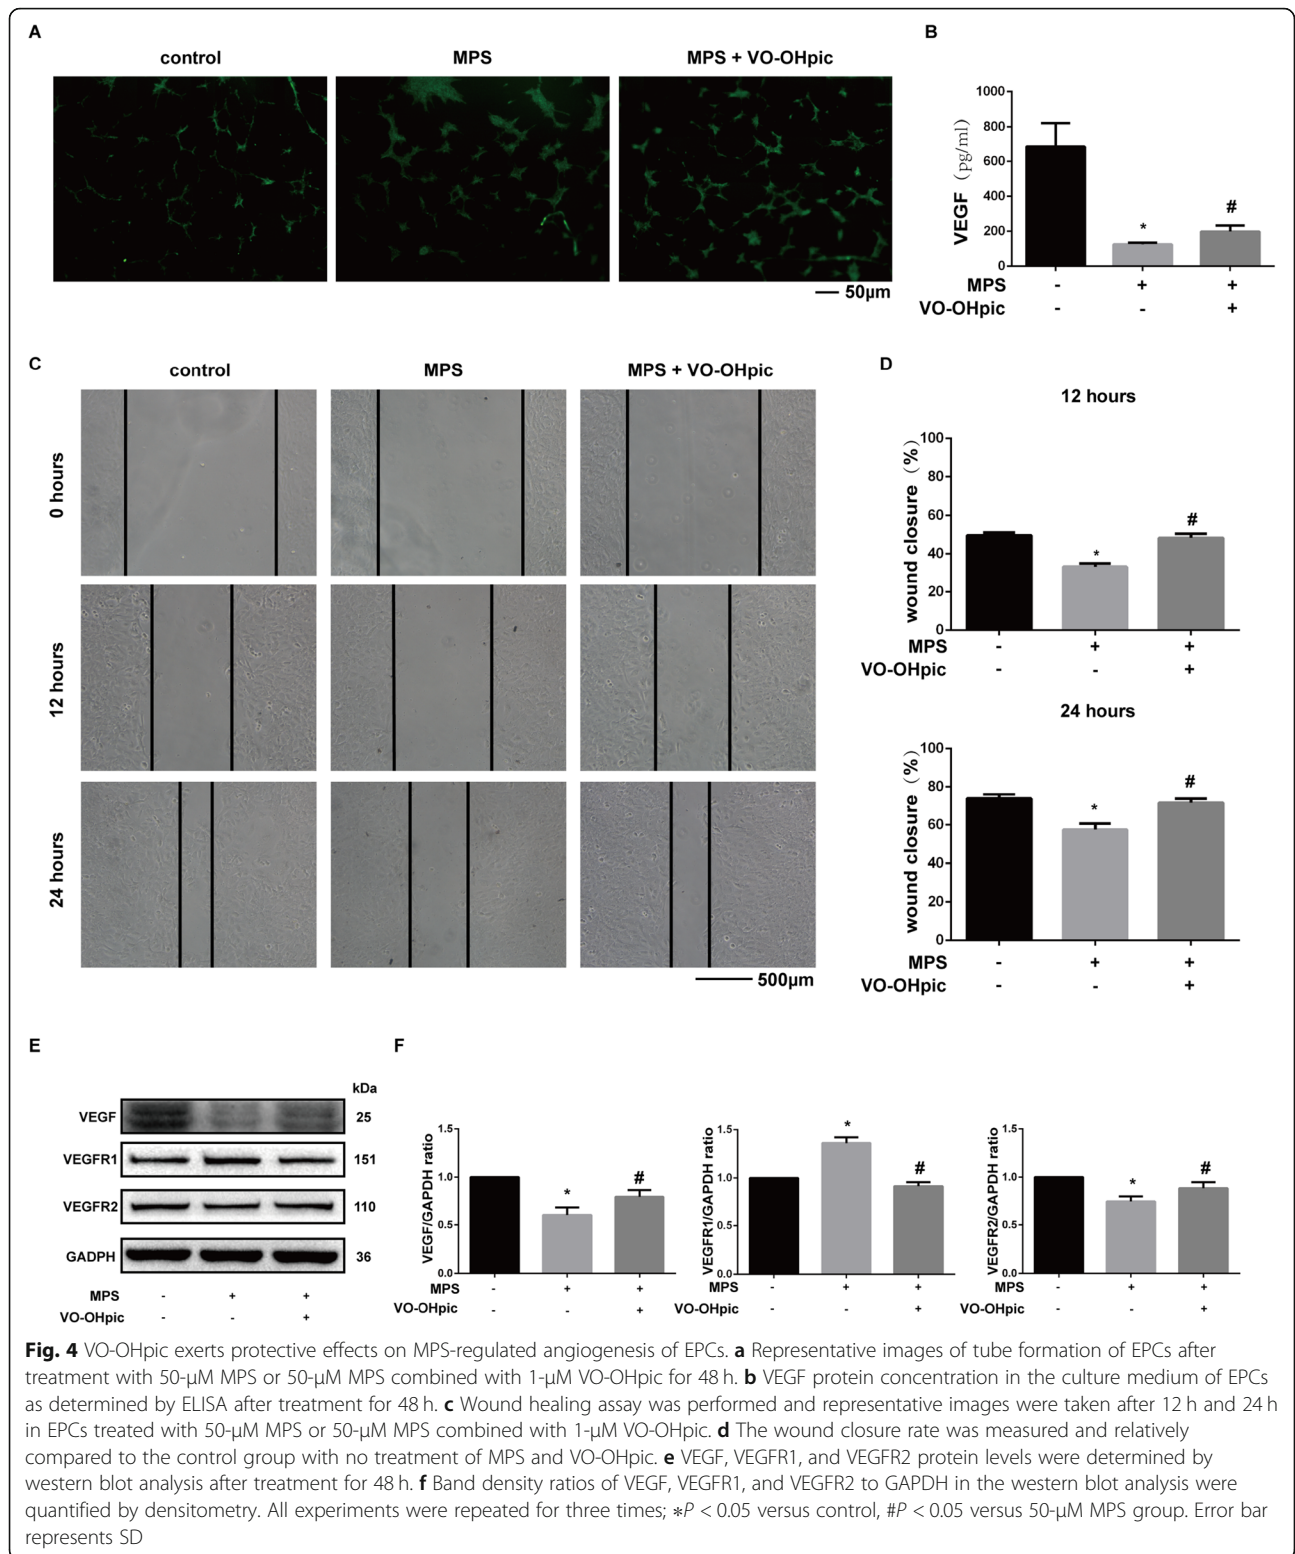 A
control MPS MPS + VO-OHpic
50µm
B
VEGF (pg/ml)
1000
800
600
400
200
0
*
#
MPS - + +
VO-OHpic - - +
C
control MPS MPS + VO-OHpic
0 hours
12 hours
24 hours
500µm
D
12 hours
wound closure (%)
100
80
60
40
20
0
*
#
MPS - + +
VO-OHpic - - +
24 hours
wound closure (%)
100
80
60
40
20
0
*
#
MPS - + +
VO-OHpic - - +
E
kDa
VEGF 25
VEGFR1 151
VEGFR2 110
GADPH 36
MPS - + +
VO-OHpic - - +
F
VEGF/GAPDH ratio
1.5
1.0
0.5
0.0
*
#
MPS - + +
VO-OHpic - - +
VEGFR1/GAPDH ratio
1.5
1.0
0.5
0.0
*
#
MPS - + +
VO-OHpic - - +
VEGFR2/GAPDH ratio
1.5
1.0
0.5
0.0
*
#
MPS - + +
VO-OHpic - - +
Fig. 4 VO-OHpic exerts protective effects on MPS-regulated angiogenesis of EPCs. a Representative images of tube formation of EPCs after
treatment with 50-µM MPS or 50-µM MPS combined with 1-µM VO-OHpic for 48 h. b VEGF protein concentration in the culture medium of EPCs
as determined by ELISA after treatment for 48 h. c Wound healing assay was performed and representative images were taken after 12 h and 24 h
in EPCs treated with 50-µM MPS or 50-µM MPS combined with 1-µM VO-OHpic. d The wound closure rate was measured and relatively
compared to the control group with no treatment of MPS and VO-OHpic. e VEGF, VEGFR1, and VEGFR2 protein levels were determined by
western blot analysis after treatment for 48 h. f Band density ratios of VEGF, VEGFR1, and VEGFR2 to GAPDH in the western blot analysis were
quantified by densitometry. All experiments were repeated for three times; *P < 0.05 versus control, #P < 0.05 versus 50-µM MPS group. Error bar
represents SD